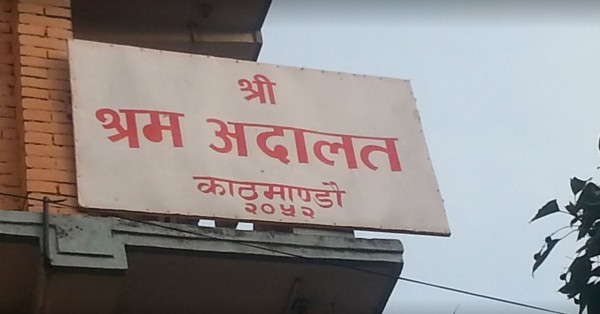 श्री
श्रम अदालत
काठमाण्डौ
२०५२